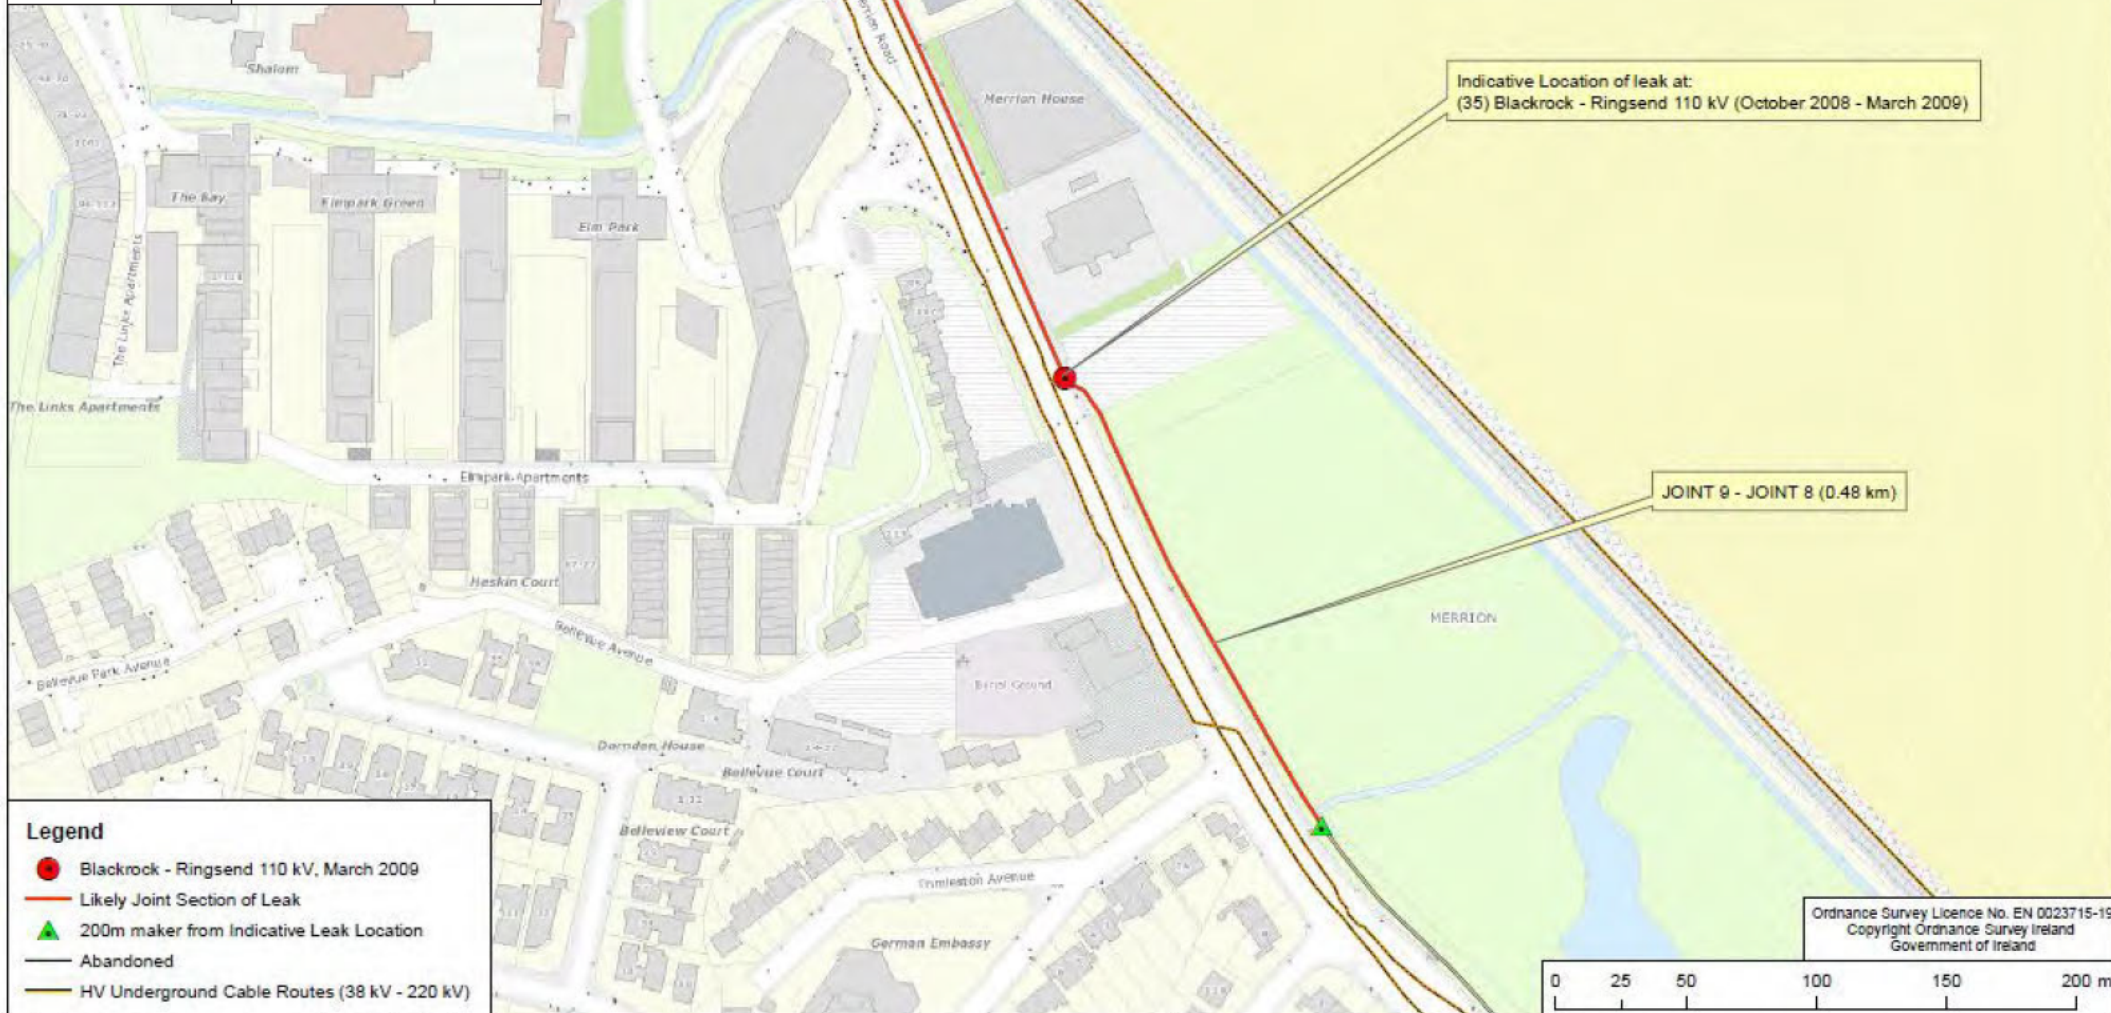 Merrion Road
Shalom
Merrion House
Indicative Location of leak at:
(35) Blackrock - Ringsend 110 kV (October 2008 - March 2009)
The Bay
Elmpark Green
Elm Park
The Links Apartments
The Links Apartments
Elmpark Apartments
JOINT 9 - JOINT 8 (0.48 km)
67-77
Heskin Court
MERRION
Bellevue Avenue
Bellevue Park Avenue
Burial Ground
Bellevue Court
Belleview Court
German Embassy
Legend
Blackrock - Ringsend 110 kV, March 2009
Likely Joint Section of Leak
200m maker from Indicative Leak Location
Abandoned
HV Underground Cable Routes (38 kV - 220 kV)
Ordnance Survey Licence No. EN 0023715-19
Copyright Ordnance Survey Ireland
Government of Ireland
0 25 50 100 150 200 m